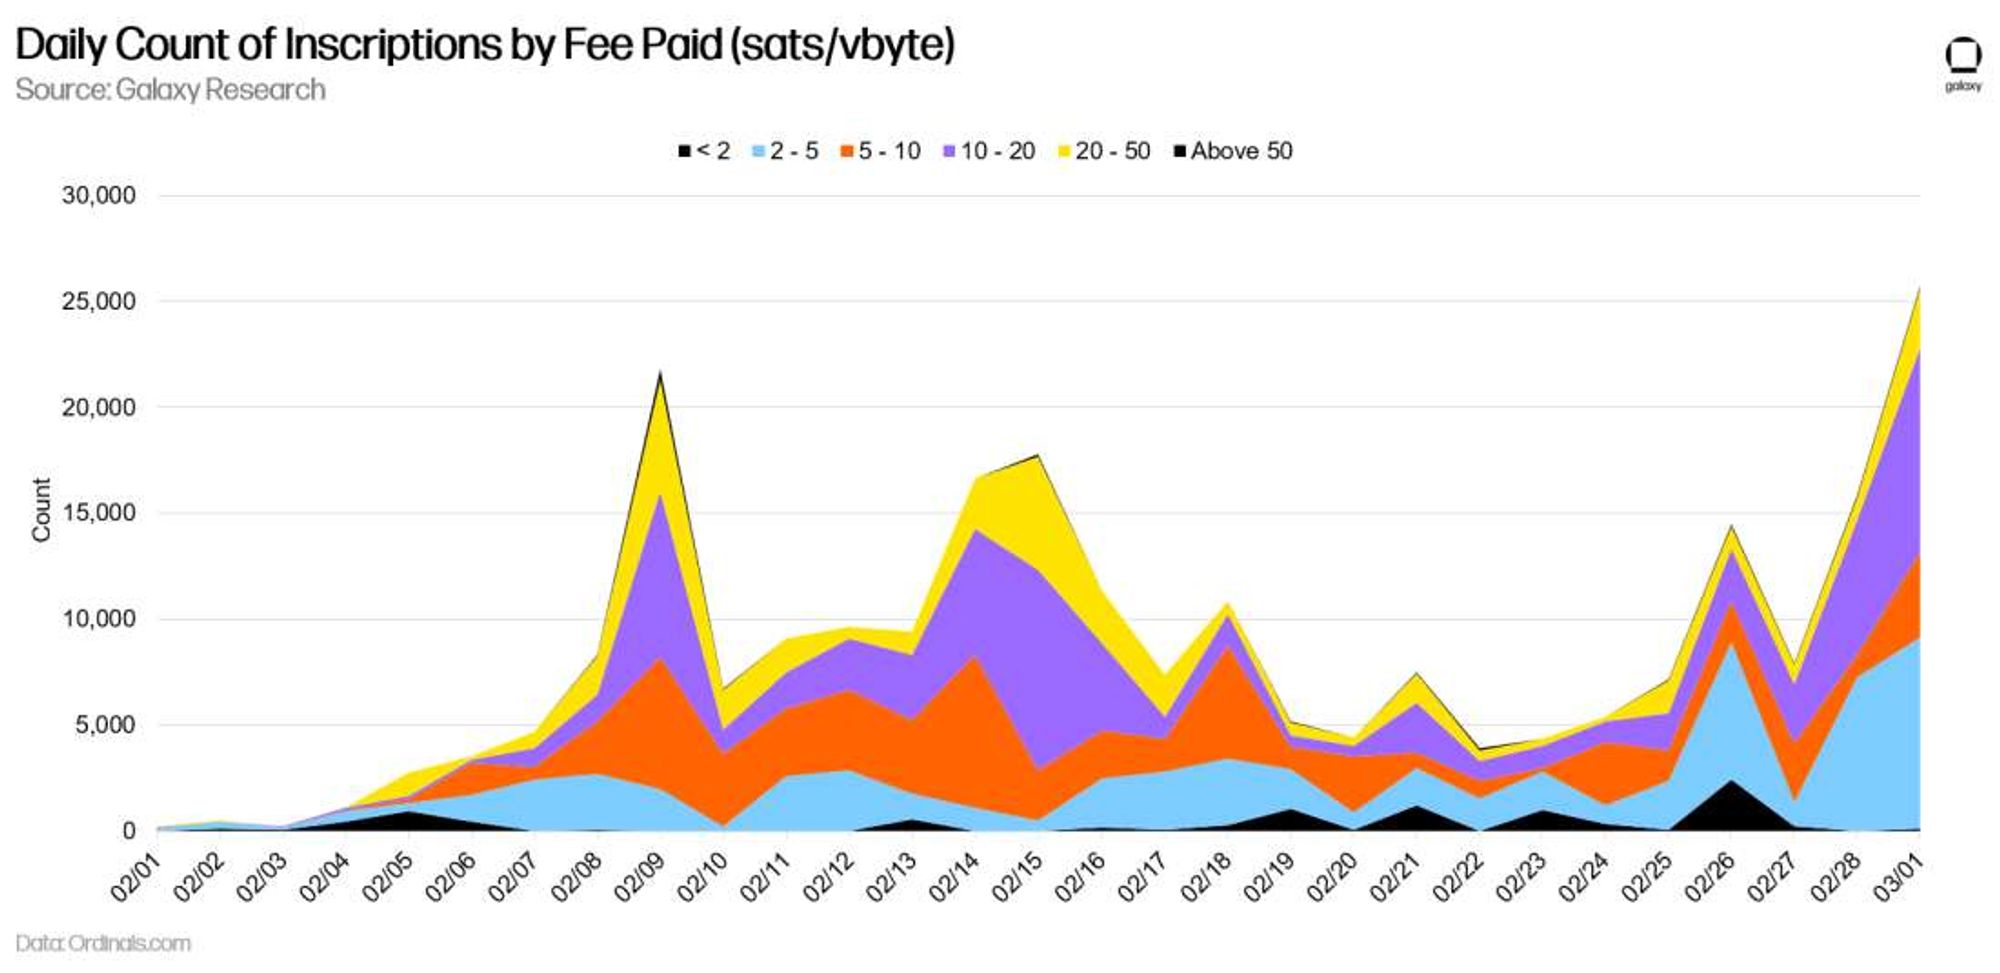 Daily Count of Inscriptions by Fee Paid (sats/vbyte)
Source: Galaxy Research
galaxy
< 2 2 - 5 5 - 10 10 - 20 20 - 50 Above 50
30,000
25,000
20,000
15,000
10,000
5,000
0
Count
02/01 02/02 02/03 02/04 02/05 02/06 02/07 02/08 02/09 02/10 02/11 02/12 02/13 02/14 02/15 02/16 02/17 02/18 02/19 02/20 02/21 02/22 02/23 02/24 02/25 02/26 02/27 02/28 03/01
Data: Ordinals.com